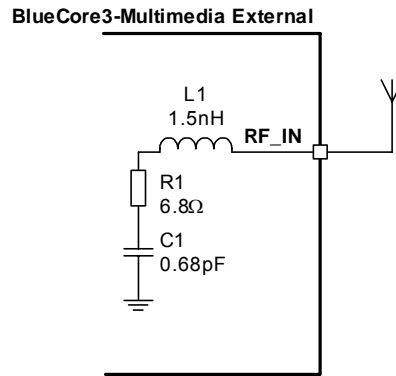 BlueCore3-Multimedia External
L1
1.5nH
RF_IN
R1
6.8Ω
C1
0.68pF